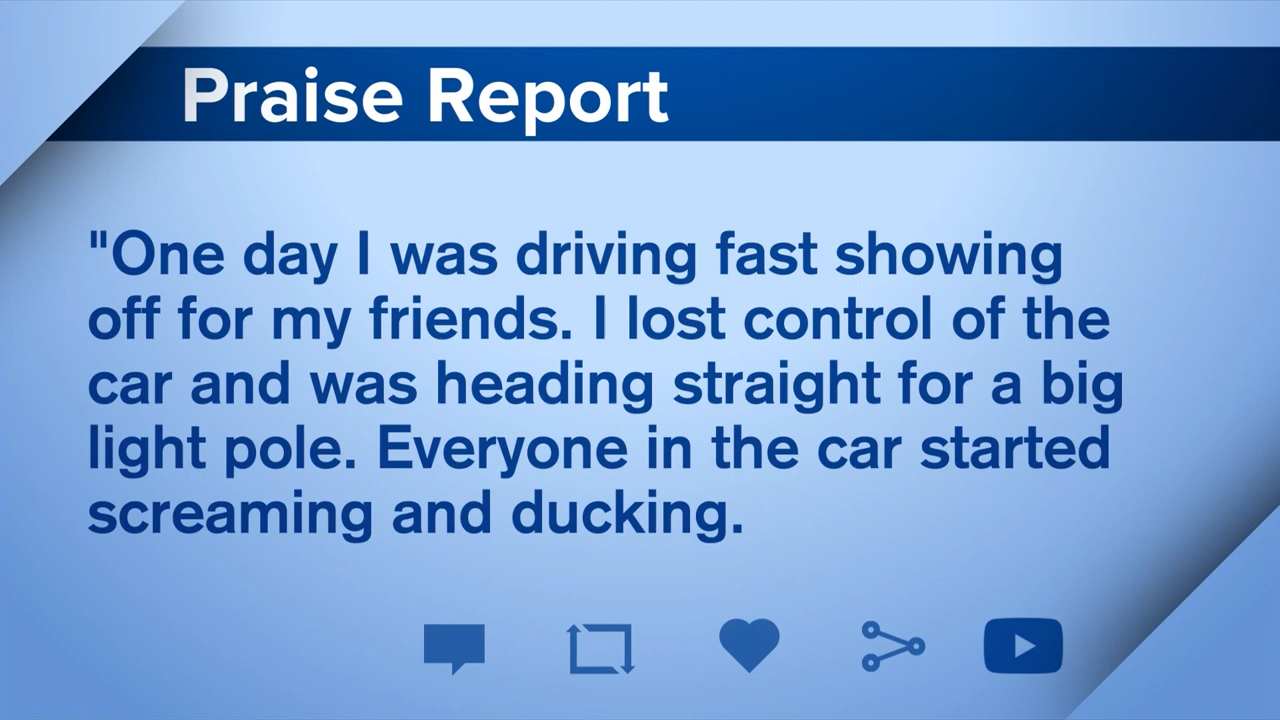 Praise Report
"One day I was driving fast showing
off for my friends. I lost control of the
car and was heading straight for a big
light pole. Everyone in the car started
screaming and ducking.